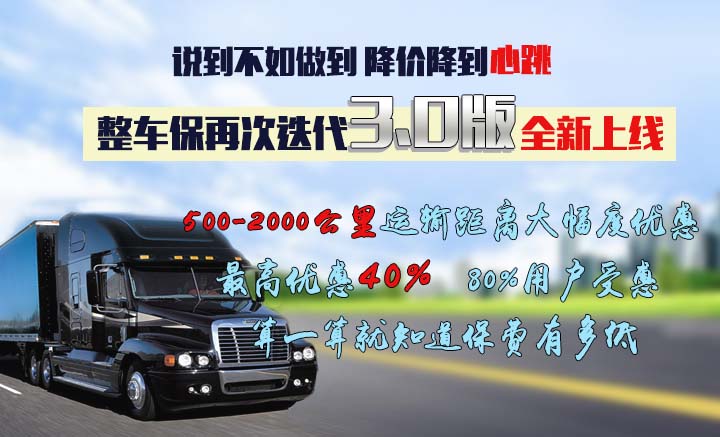 说到不如做到 降价降到心跳
整车保再次迭代3.0版全新上线
500-2000公里运输距离大幅度优惠
最高优惠40% 80%用户受惠
算一算就知道保费有多低